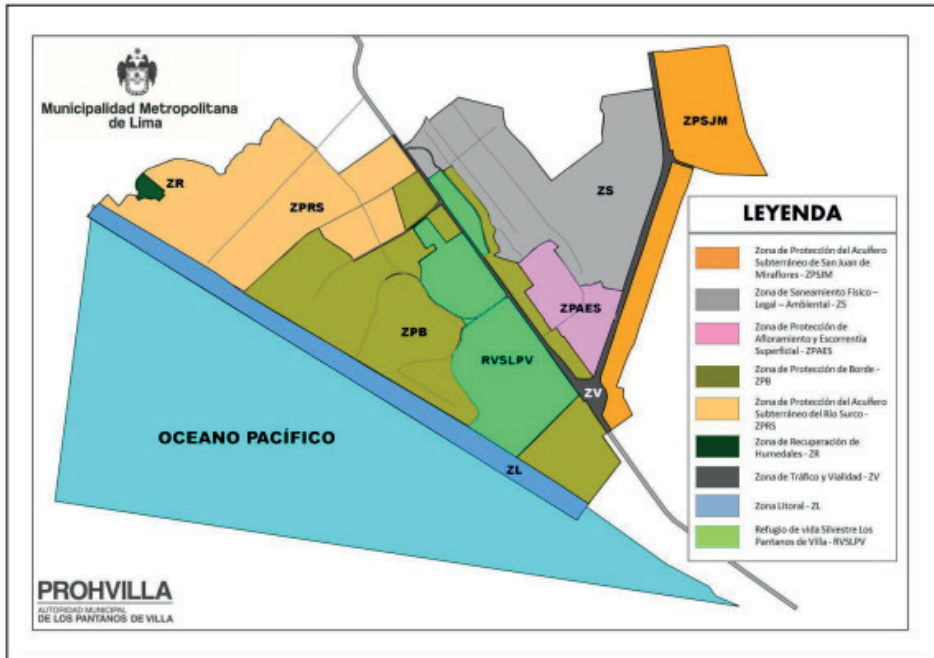 Municipalidad Metropolitana
de Lima
ZPSJM
ZR
ZS
ZPRS
LEYENDA
Zona de Protección del Acuífero
Subterráneo de San Juan de
Miraflores - ZPSJM
Zona de Saneamiento Físico –
Legal – Ambiental - ZS
Zona de Protección de
Afloramiento y Escorrentía
Superficial - ZPAES
Zona de Protección de Borde -
ZPB
Zona de Protección del Acuífero
Subterráneo del Río Surco -
ZPRS
Zona de Recuperación de
Humedales - ZR
Zona de Tráfico y Vialidad - ZV
Zona Litoral - ZL
Refugio de vida Silvestre Los
Pantanos de Villa - RVSLPV
ZPAES
ZPB
RVSLPV
ZV
OCEANO PACÍFICO
ZL
PROHVILLA
AUTORIDAD MUNICIPAL
DE LOS PANTANOS DE VILLA